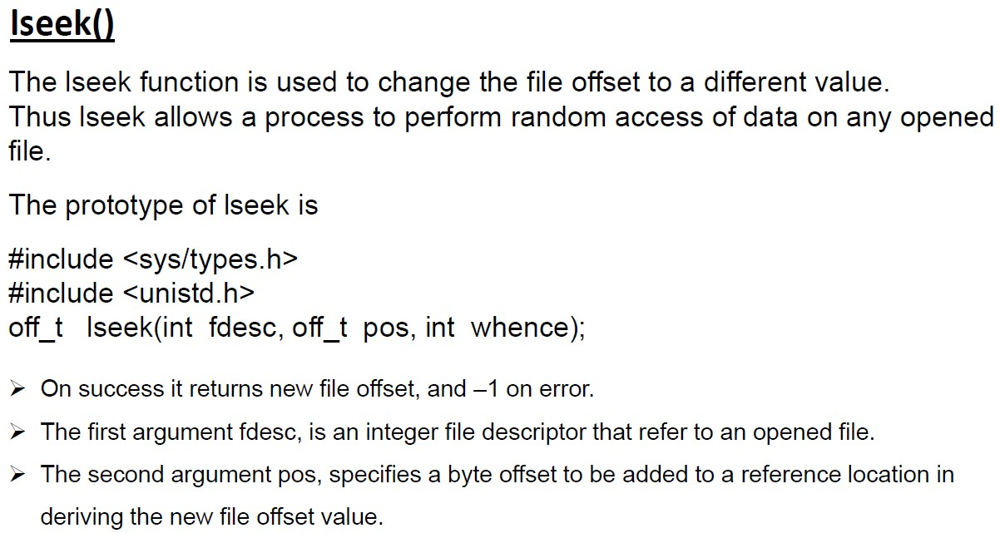 lseek()
The lseek function is used to change the file offset to a different value.
Thus lseek allows a process to perform random access of data on any opened
file.
The prototype of lseek is
#include <sys/types.h>
#include <unistd.h>
off_t lseek(int fdesc, off_t pos, int whence);
➢ On success it returns new file offset, and –1 on error.
➢ The first argument fdesc, is an integer file descriptor that refer to an opened file.
➢ The second argument pos, specifies a byte offset to be added to a reference location in
deriving the new file offset value.